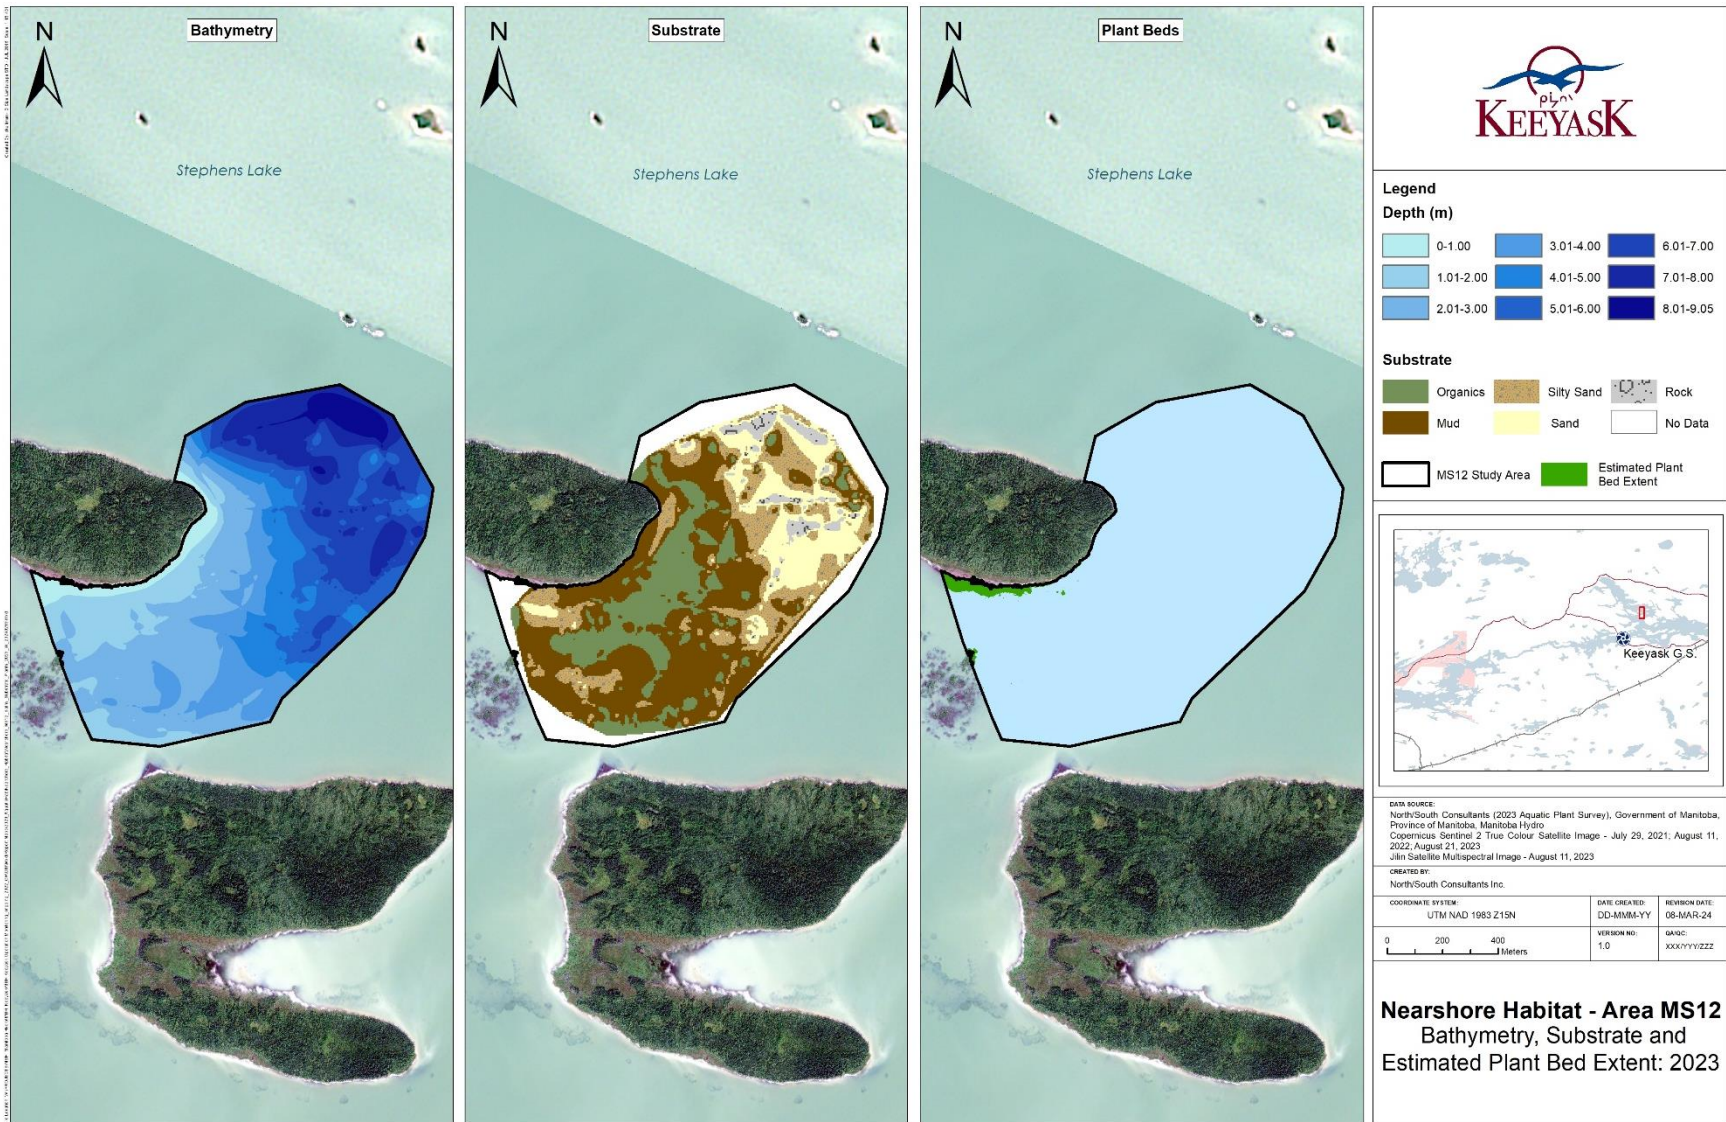 N
Bathymetry
Stephens Lake
N
Substrate
Stephens Lake
N
Plant Beds
Stephens Lake
ᑭᔭᐢᐠ
KEEYASK
Legend
Depth (m)
0-1.00
3.01-4.00
6.01-7.00
1.01-2.00
4.01-5.00
7.01-8.00
2.01-3.00
5.01-6.00
8.01-9.05
Substrate
Organics
Silty Sand
Rock
Mud
Sand
No Data
MS12 Study Area
Estimated Plant
Bed Extent
Keeyask G.S.
DATA SOURCE:
North/South Consultants (2023 Aquatic Plant Survey), Government of Manitoba,
Province of Manitoba, Manitoba Hydro
Copernicus Sentinel 2 True Colour Satellite Image - July 29, 2021; August 11,
2022; August 21, 2023
Jilin Satellite Multispectral Image - August 11, 2023
CREATED BY:
North/South Consultants Inc.
COORDINATE SYSTEM:
UTM NAD 1983 Z15N
DATE CREATED:
DD-MMM-YY
REVISION DATE:
08-MAR-24
0 200 400
Meters
VERSION NO:
1.0
QA/QC:
XXX/YYY/ZZZ
Nearshore Habitat - Area MS12
Bathymetry, Substrate and
Estimated Plant Bed Extent: 2023